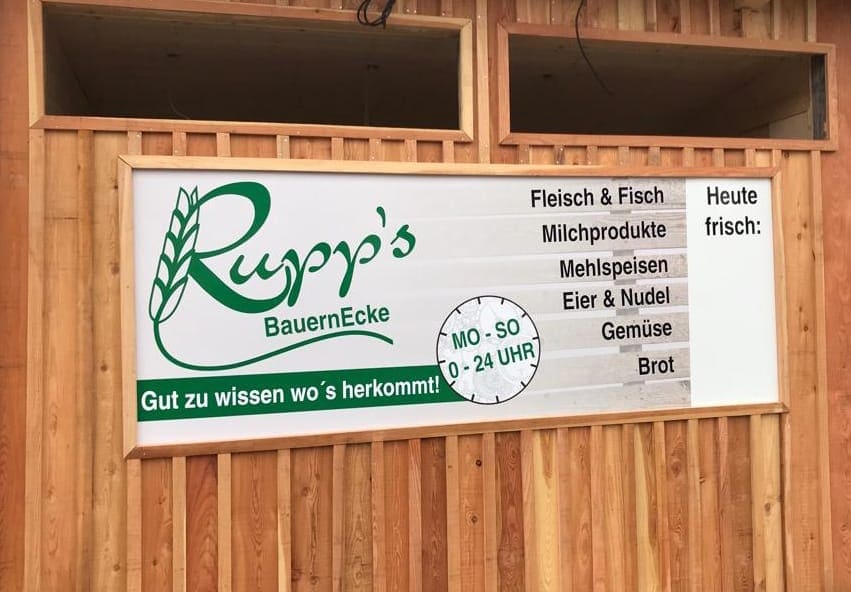 Rupp's
BauernEcke
Gut zu wissen wo´s herkommt!
MO - SO
0 - 24 UHR
Fleisch & Fisch
Milchprodukte
Mehlspeisen
Eier & Nudel
Gemüse
Brot
Heute
frisch: